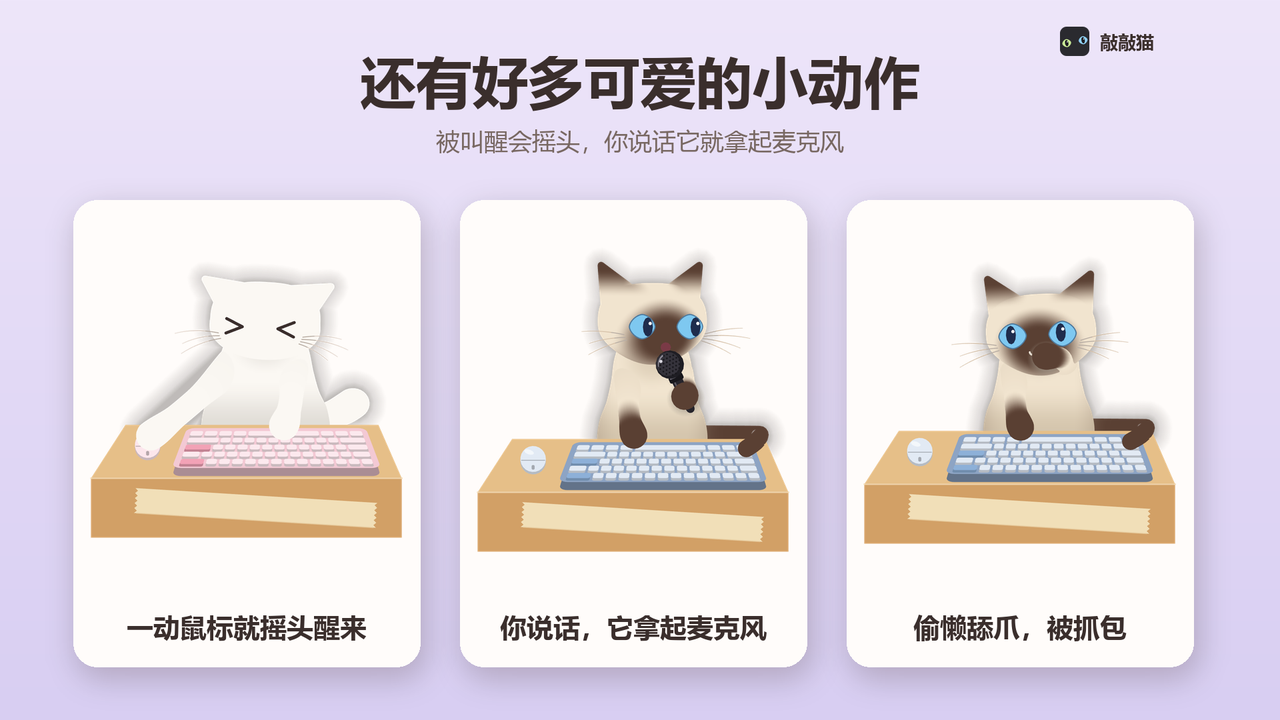 敲敲猫
还有好多可爱的小动作
被叫醒会摇头，你说话它就拿起麦克风
一动鼠标就摇头醒来
你说话，它拿起麦克风
偷懒舔爪，被抓包